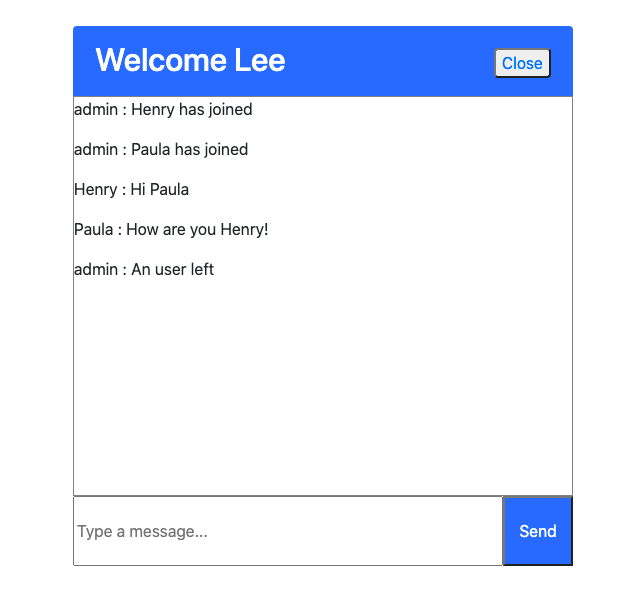 Welcome Lee
Close
admin : Henry has joined
admin : Paula has joined
Henry : Hi Paula
Paula : How are you Henry!
admin : An user left
Type a message...
Send